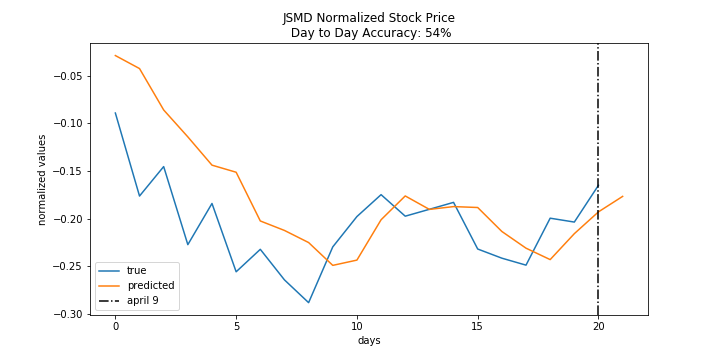 JSMD Normalized Stock Price
Day to Day Accuracy: 54%
normalized values
−0.05
−0.10
−0.15
−0.20
−0.25
−0.30
true
predicted
april 9
0
5
10
15
20
days